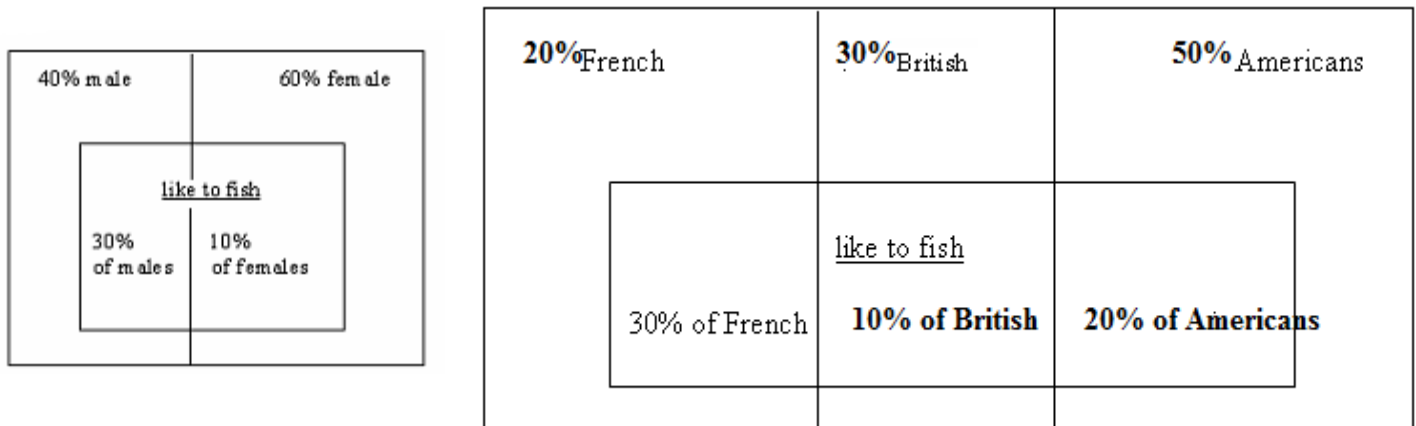 40% male
60% female
like to fish
30%
of males
10%
of females
20% French
30% British
50% Americans
like to fish
30% of French
10% of British
20% of Americans